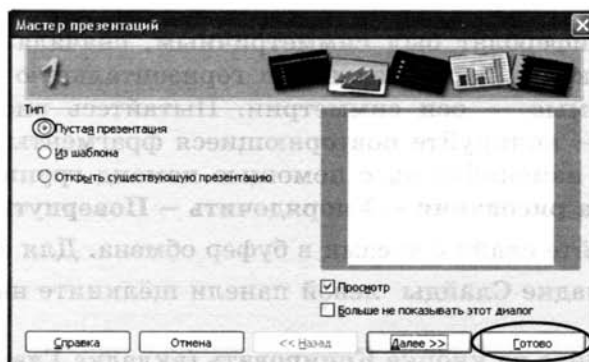 Мастер презентаций
1.
Тип
Пустая презентация
Из шаблона
Открыть существующую презентацию
Просмотр
Больше не показывать этот диалог
Справка
Отмена
<< Назад
Далее >>
Готово